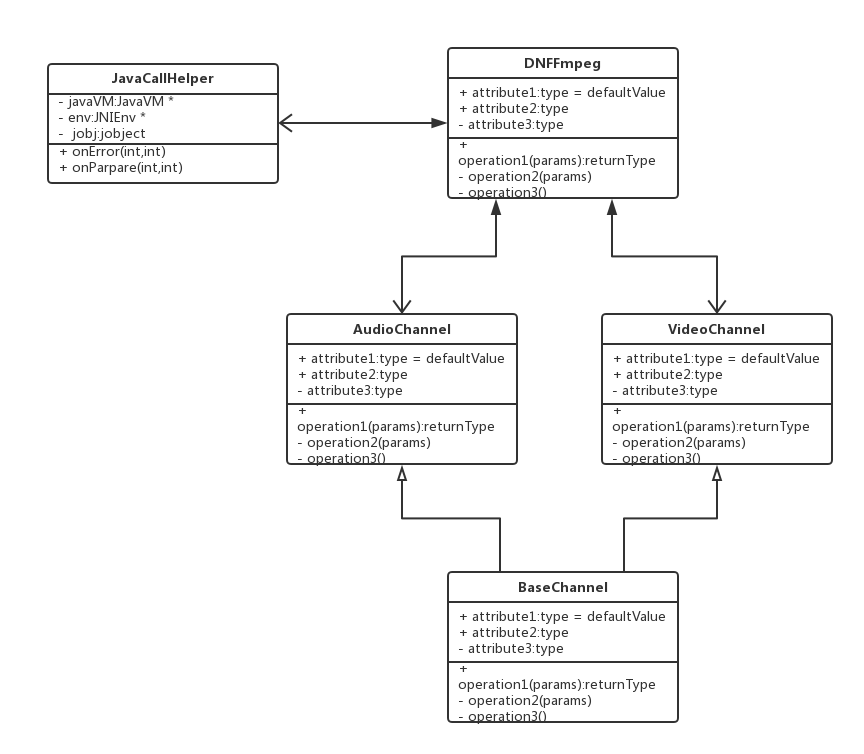 JavaCallHelper
- javaVM:JavaVM *
- env:JNIEnv *
- jobj:jobject
+ onError(int,int)
+ onParpare(int,int)
DNFFmpeg
+ attribute1:type = defaultValue
+ attribute2:type
- attribute3:type
+
operation1(params):returnType
- operation2(params)
- operation3()
AudioChannel
+ attribute1:type = defaultValue
+ attribute2:type
- attribute3:type
+
operation1(params):returnType
- operation2(params)
- operation3()
VideoChannel
+ attribute1:type = defaultValue
+ attribute2:type
- attribute3:type
+
operation1(params):returnType
- operation2(params)
- operation3()
BaseChannel
+ attribute1:type = defaultValue
+ attribute2:type
- attribute3:type
+
operation1(params):returnType
- operation2(params)
- operation3()